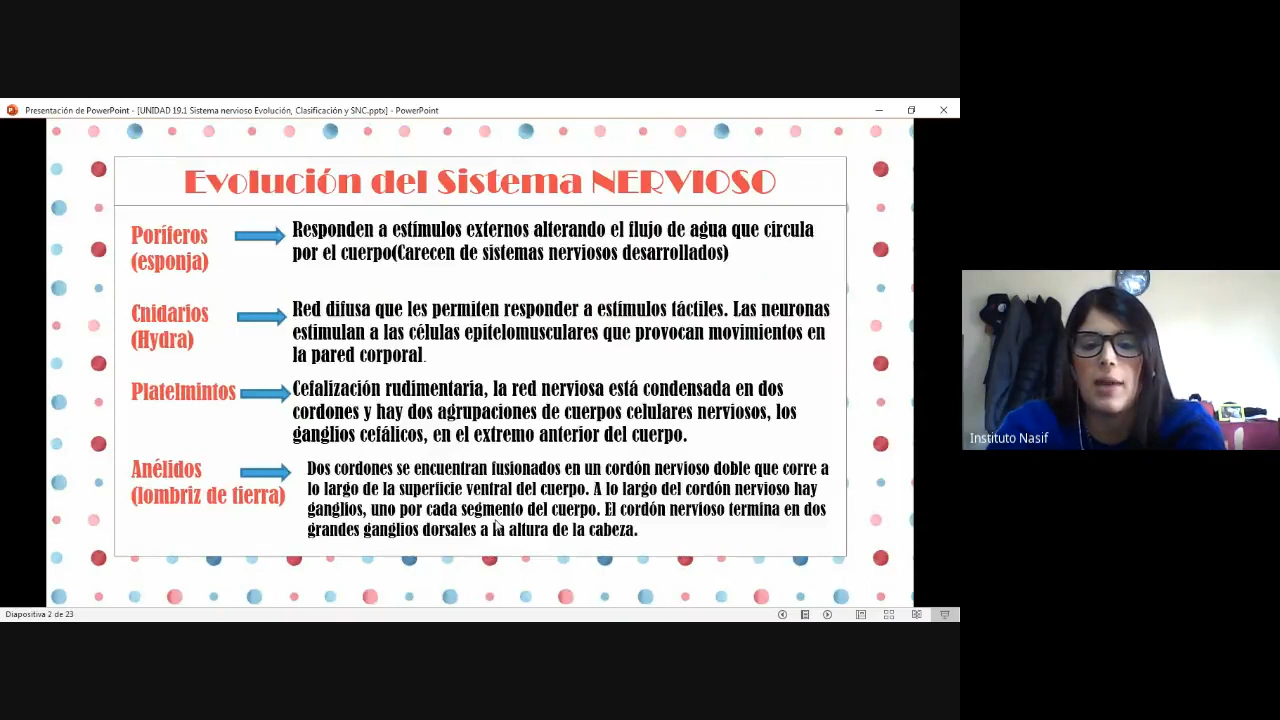 Presentación de PowerPoint - [UNIDAD 19.1 Sistema nervioso Evolución, Clasificación y SNC.pptx] - PowerPoint
Evolución del Sistema NERVIOSO
Poríferos
(esponja)
Responden a estímulos externos alterando el flujo de agua que circula
por el cuerpo(Carecen de sistemas nerviosos desarrollados)
Cnidarios
(Hydra)
Red difusa que les permiten responder a estímulos táctiles. Las neuronas
estimulan a las células epitelomusculares que provocan movimientos en
la pared corporal.
Platelmintos
Cefalización rudimentaria, la red nerviosa está condensada en dos
cordones y hay dos agrupaciones de cuerpos celulares nerviosos, los
ganglios cefálicos, en el extremo anterior del cuerpo.
Anélidos
(lombriz de tierra)
Dos cordones se encuentran fusionados en un cordón nervioso doble que corre a
lo largo de la superficie ventral del cuerpo. A lo largo del cordón nervioso hay
ganglios, uno por cada segmento del cuerpo. El cordón nervioso termina en dos
grandes ganglios dorsales a la altura de la cabeza.
Instituto Nasif
Diapositiva 2 de 23